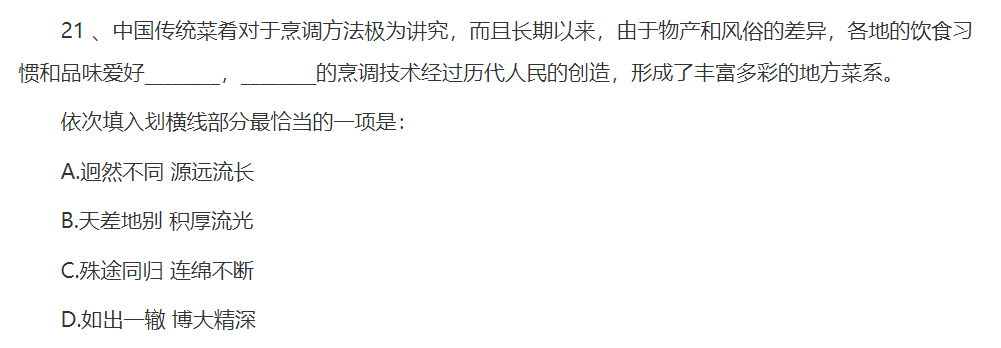 21 、中国传统菜肴对于烹调方法极为讲究，而且长期以来，由于物产和风俗的差异，各地的饮食习
惯和品味爱好________，________的烹调技术经过历代人民的创造，形成了丰富多彩的地方菜系。
依次填入划横线部分最恰当的一项是：
A.迥然不同 源远流长
B.天差地别 积厚流光
C.殊途同归 连绵不断
D.如出一辙 博大精深